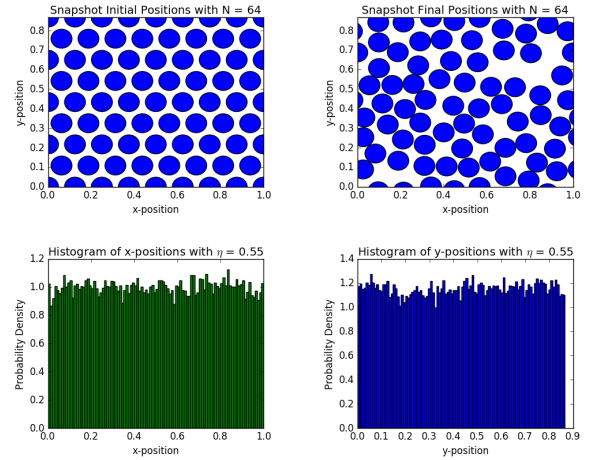 Snapshot Initial Positions with N = 64
0.8
0.7
0.6
0.5
0.4
0.3
0.2
0.1
0.0
y-position
0.0 0.2 0.4 0.6 0.8 1.0
x-position
Snapshot Final Positions with N = 64
0.8
0.7
0.6
0.5
0.4
0.3
0.2
0.1
0.0
y-position
0.0 0.2 0.4 0.6 0.8 1.0
x-position
Histogram of x-positions with η = 0.55
1.2
1.0
0.8
0.6
0.4
0.2
0.0
Probability Density
0.0 0.2 0.4 0.6 0.8 1.0
x-position
Histogram of y-positions with η = 0.55
1.4
1.2
1.0
0.8
0.6
0.4
0.2
0.0
Probability Density
0.0 0.1 0.2 0.3 0.4 0.5 0.6 0.7 0.8 0.9
y-position